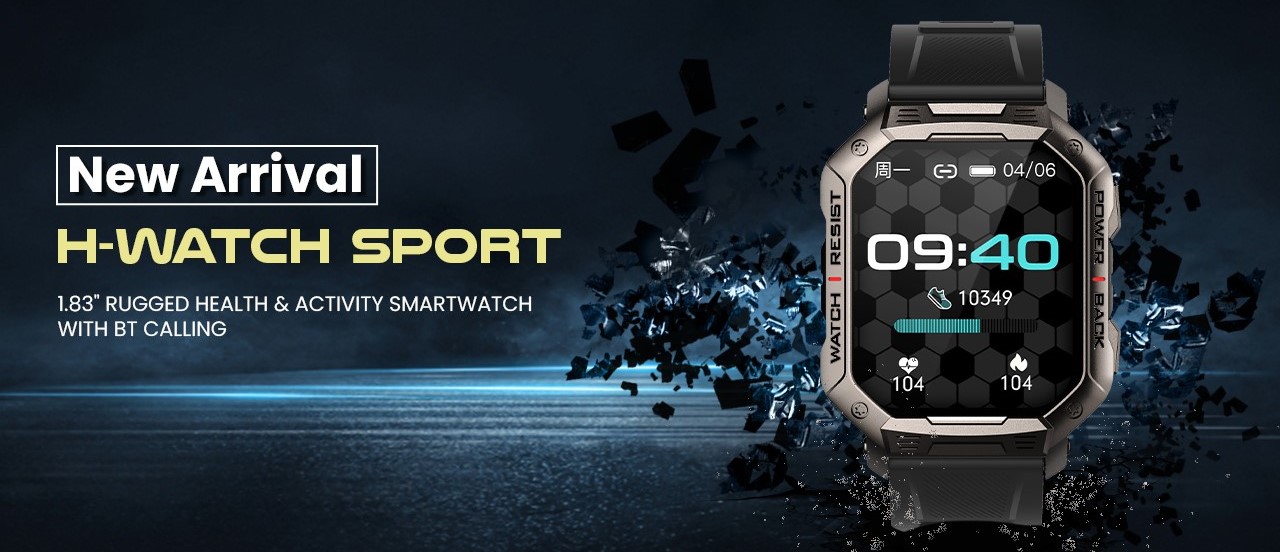 New Arrival
H-WATCH SPORT
1.83" RUGGED HEALTH & ACTIVITY SMARTWATCH
WITH BT CALLING
周一 04/06
09:40
10349
104 104
WATCH RESIST
POWER BACK